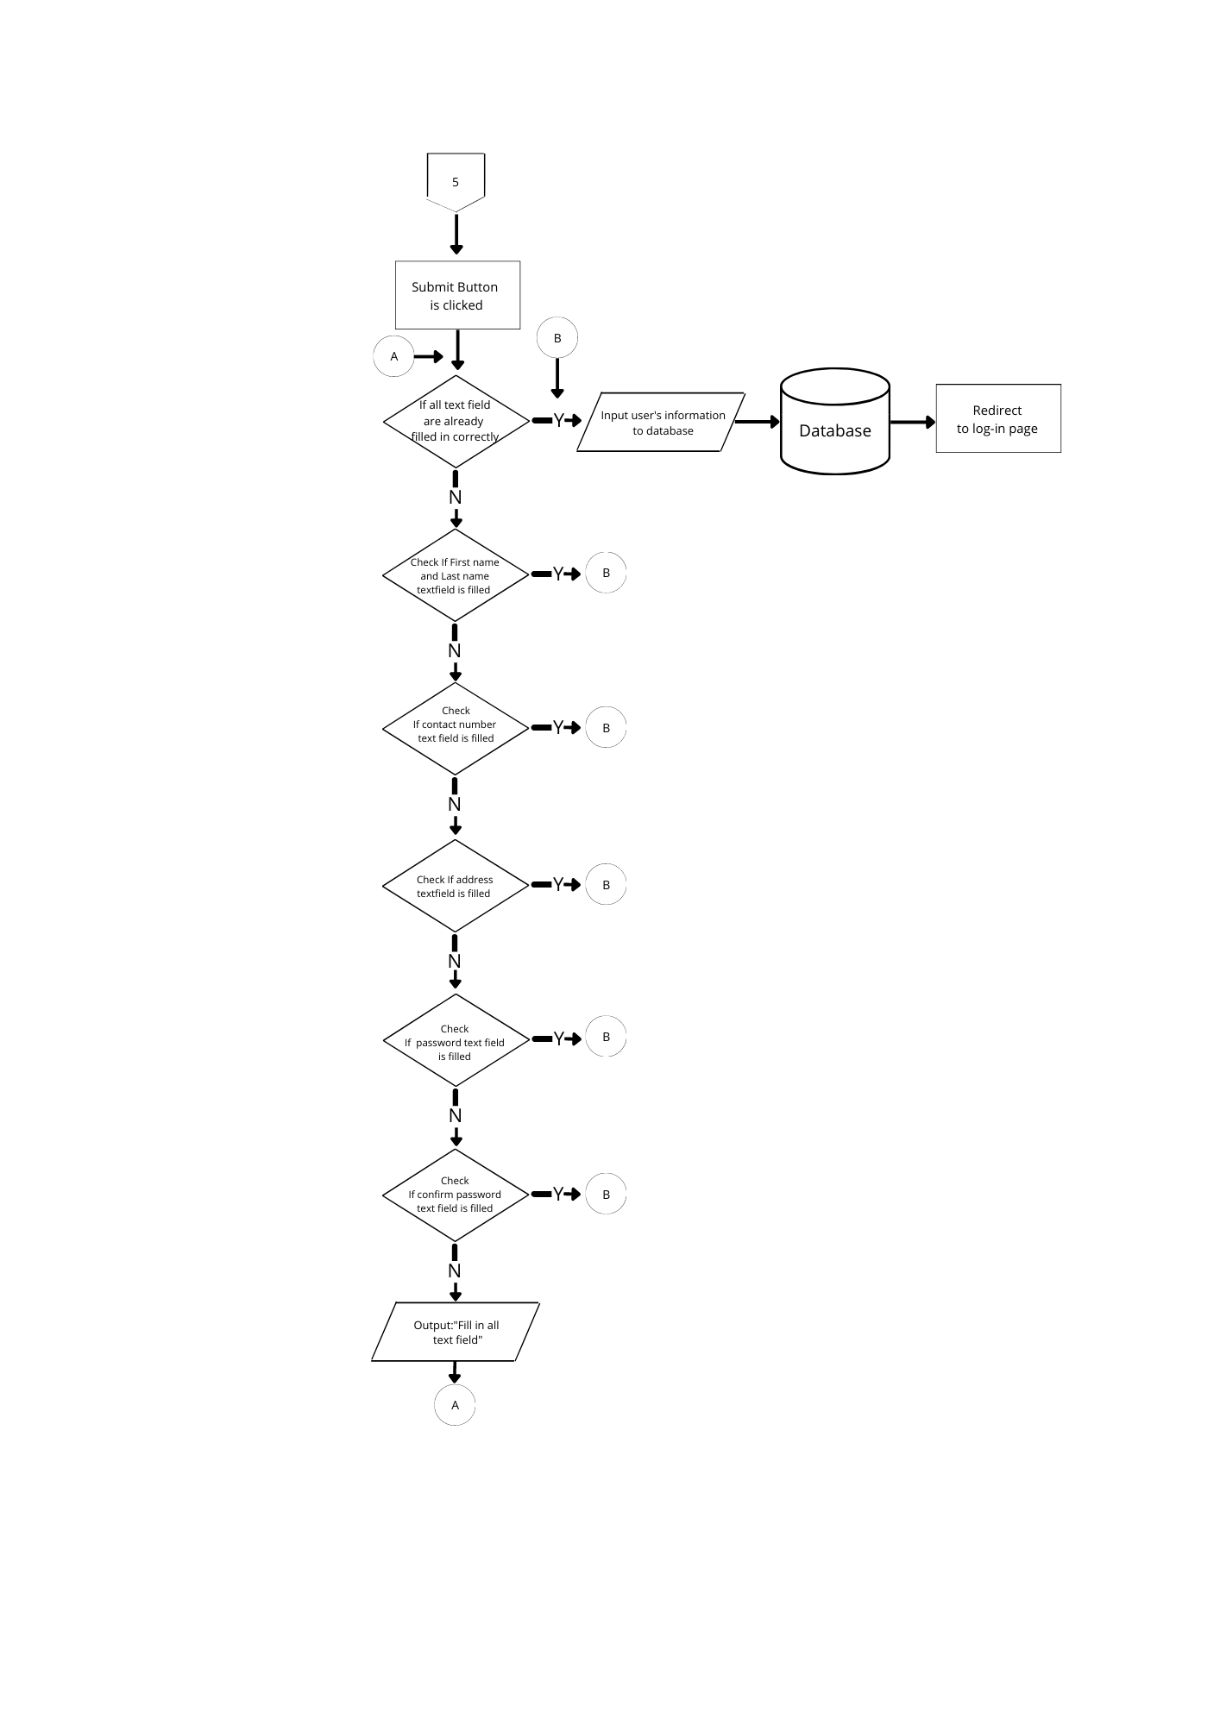 5
Submit Button
is clicked
B
A
If all text field
are already
filled in correctly
Y
Input user's information
to database
Database
Redirect
to log-in page
N
Check If First name
and Last name
textfield is filled
Y
B
N
Check
If contact number
text field is filled
Y
B
N
Check If address
textfield is filled
Y
B
N
Check
If password text field
is filled
Y
B
N
Check
If confirm password
text field is filled
Y
B
N
Output:"Fill in all
text field"
A